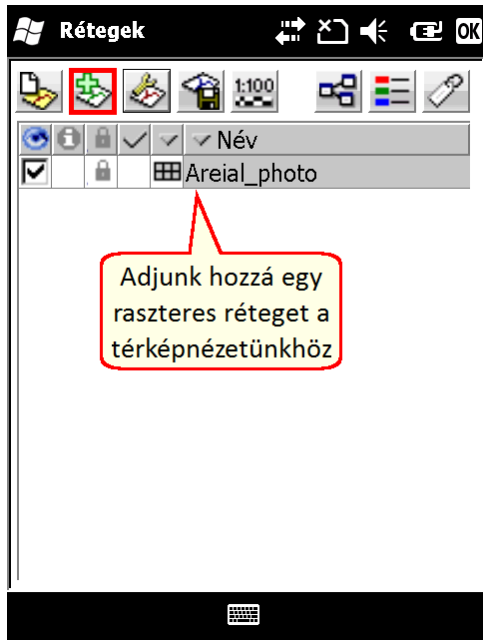 Rétegek OK
1:100
Név
Areial_photo
Adjunk hozzá egy
raszteres réteget a
térképnézetünkhöz